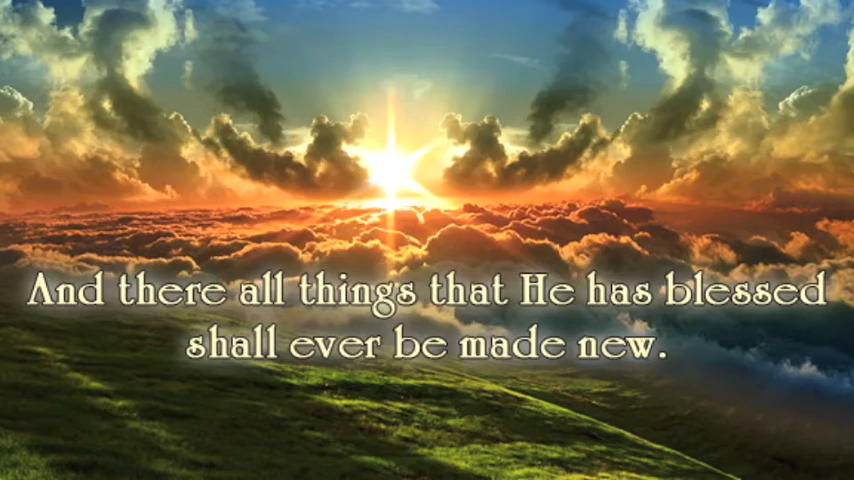 And there all things that He has blessed
shall ever be made new.